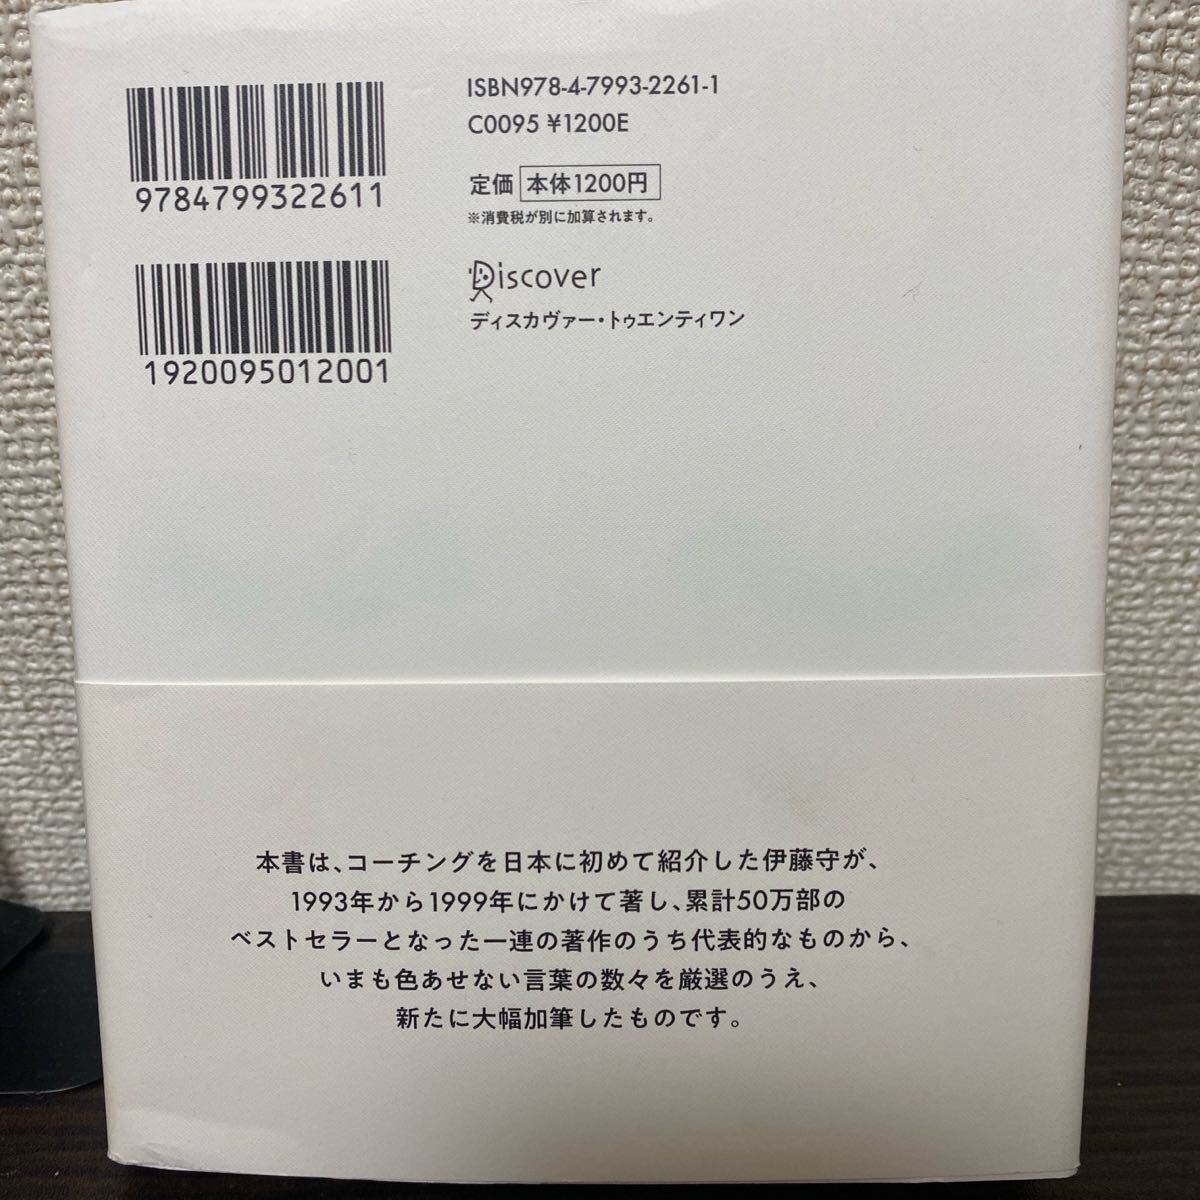 9784799322611
ISBN978-4-7993-2261-1
C0095 ¥1200E
定価 本体1200円
※消費税が別に加算されます。
1920095012001
Discover
ディスカヴァー・トゥエンティワン
本書は、コーチングを日本に初めて紹介した伊藤守が、
1993年から1999年にかけて著し、累計50万部の
ベストセラーとなった一連の著作のうち代表的なものから、
いまも色あせない言葉の数々を厳選のうえ、
新たに大幅加筆したものです。